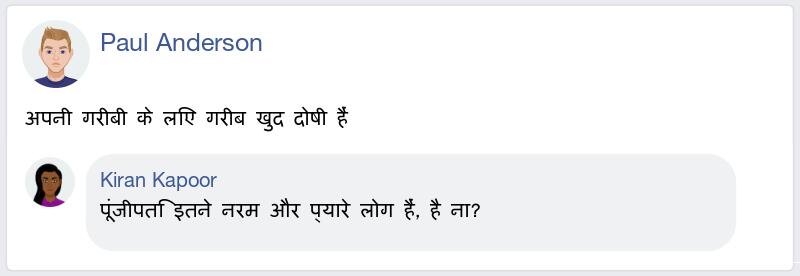 Paul Anderson
अपनी गरीबी के लिए गरीब खुद दोषी हैं
Kiran Kapoor
पूंजीपति इतने नरम और प्यारे लोग हैं, है ना?